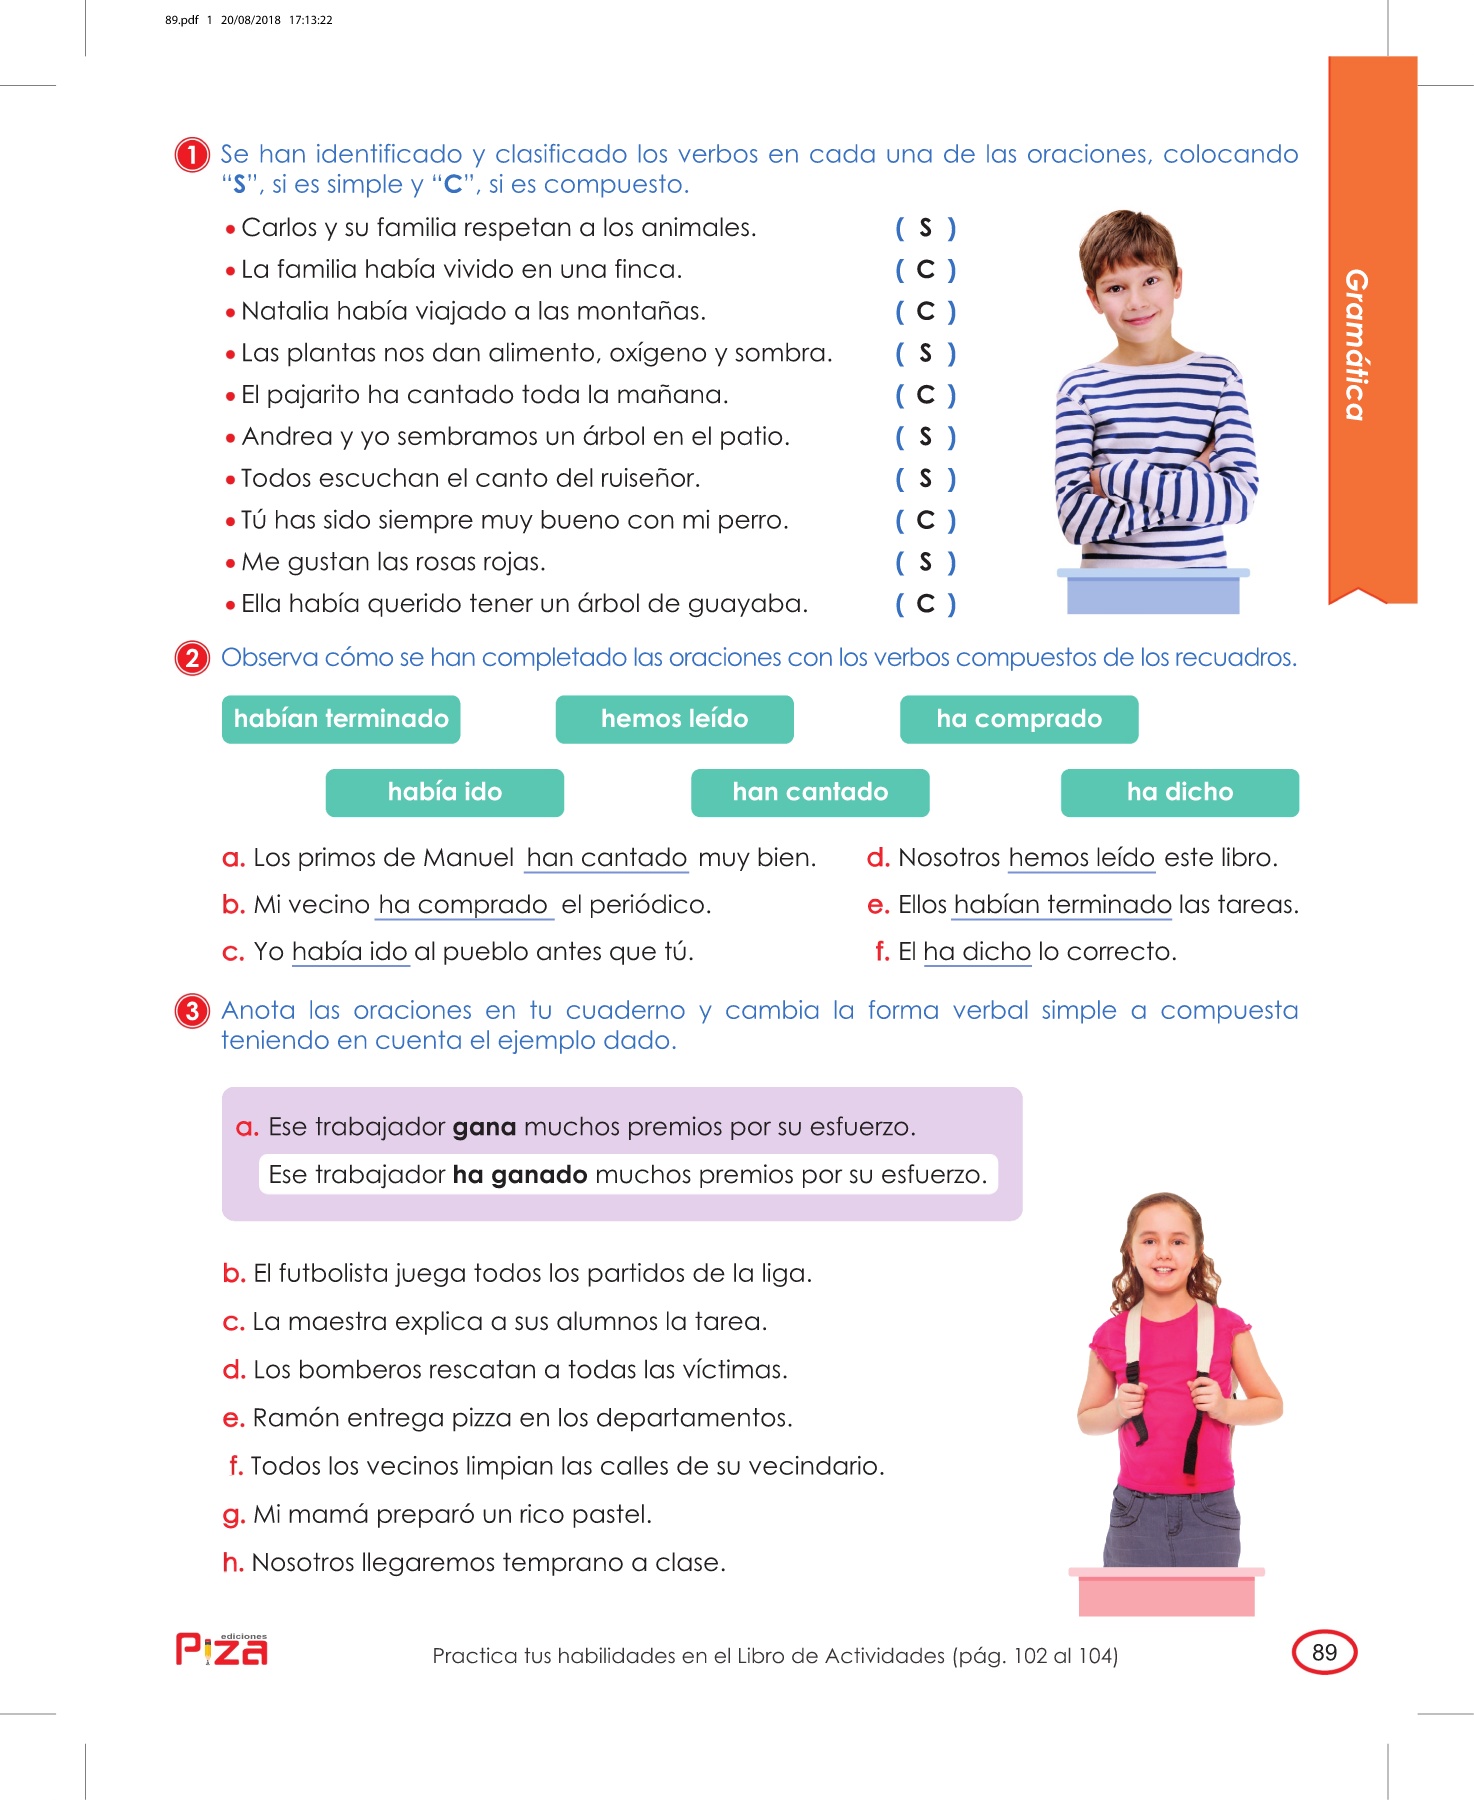 89.pdf 1 20/08/2018 17:13:22
Gramática
1 Se han identificado y clasificado los verbos en cada una de las oraciones, colocando
“S”, si es simple y “C”, si es compuesto.
• Carlos y su familia respetan a los animales. ( S )
• La familia había vivido en una finca. ( C )
• Natalia había viajado a las montañas. ( C )
• Las plantas nos dan alimento, oxígeno y sombra. ( S )
• El pajarito ha cantado toda la mañana. ( C )
• Andrea y yo sembramos un árbol en el patio. ( S )
• Todos escuchan el canto del ruiseñor. ( S )
• Tú has sido siempre muy bueno con mi perro. ( C )
• Me gustan las rosas rojas. ( S )
• Ella había querido tener un árbol de guayaba. ( C )
2 Observa cómo se han completado las oraciones con los verbos compuestos de los recuadros.
habían terminado hemos leído ha comprado
había ido han cantado ha dicho
a. Los primos de Manuel han cantado muy bien.
b. Mi vecino ha comprado el periódico.
c. Yo había ido al pueblo antes que tú.
d. Nosotros hemos leído este libro.
e. Ellos habían terminado las tareas.
f. El ha dicho lo correcto.
3 Anota las oraciones en tu cuaderno y cambia la forma verbal simple a compuesta
teniendo en cuenta el ejemplo dado.
a. Ese trabajador gana muchos premios por su esfuerzo.
Ese trabajador ha ganado muchos premios por su esfuerzo.
b. El futbolista juega todos los partidos de la liga.
c. La maestra explica a sus alumnos la tarea.
d. Los bomberos rescatan a todas las víctimas.
e. Ramón entrega pizza en los departamentos.
f. Todos los vecinos limpian las calles de su vecindario.
g. Mi mamá preparó un rico pastel.
h. Nosotros llegaremos temprano a clase.
ediciones
Piza
Practica tus habilidades en el Libro de Actividades (pág. 102 al 104)
89